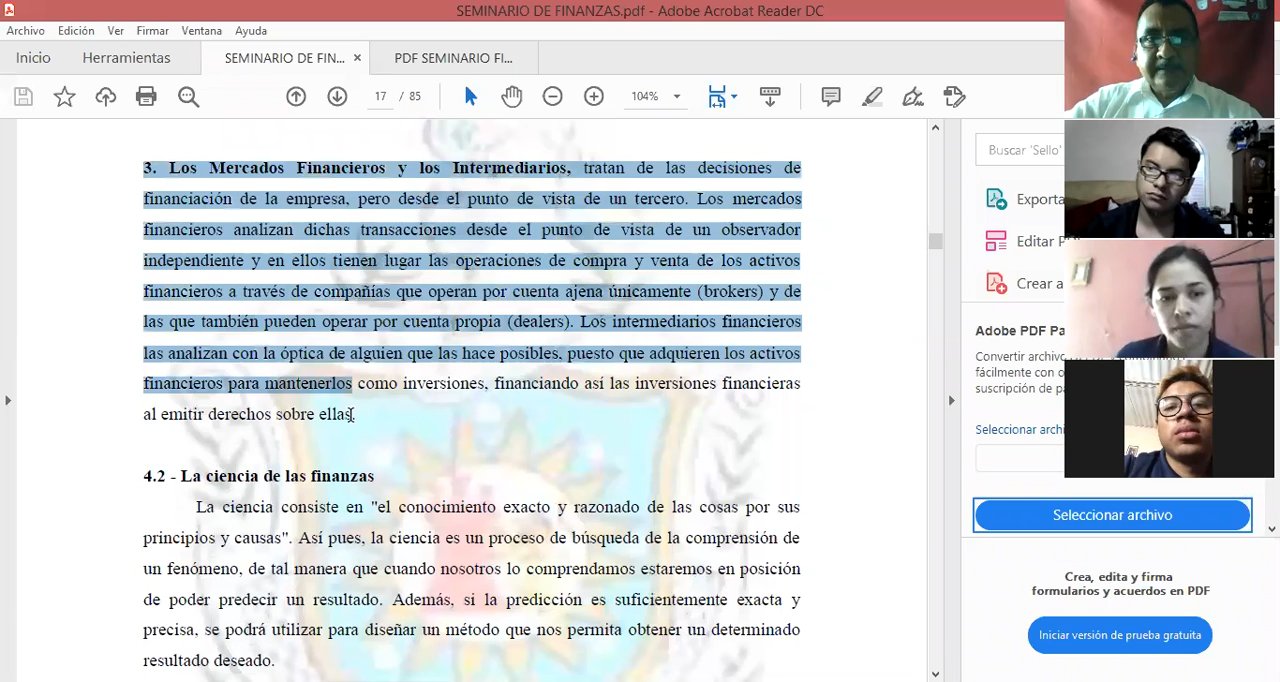 SEMINARIO DE FINANZAS.pdf - Adobe Acrobat Reader DC
Archivo Edición Ver Firmar Ventana Ayuda
Inicio Herramientas SEMINARIO DE FIN... × PDF SEMINARIO FI...
17 / 85 104%
3. Los Mercados Financieros y los Intermediarios, tratan de las decisiones de
financiación de la empresa, pero desde el punto de vista de un tercero. Los mercados
financieros analizan dichas transacciones desde el punto de vista de un observador
independiente y en ellos tienen lugar las operaciones de compra y venta de los activos
financieros a través de compañías que operan por cuenta ajena únicamente (brokers) y de
las que también pueden operar por cuenta propia (dealers). Los intermediarios financieros
las analizan con la óptica de alguien que las hace posibles, puesto que adquieren los activos
financieros para mantenerlos como inversiones, financiando así las inversiones financieras
al emitir derechos sobre ellas.
4.2 - La ciencia de las finanzas
La ciencia consiste en "el conocimiento exacto y razonado de las cosas por sus
principios y causas". Así pues, la ciencia es un proceso de búsqueda de la comprensión de
un fenómeno, de tal manera que cuando nosotros lo comprendamos estaremos en posición
de poder predecir un resultado. Además, si la predicción es suficientemente exacta y
precisa, se podrá utilizar para diseñar un método que nos permita obtener un determinado
resultado deseado.
Buscar 'Sello'
Exporta
Editar P
Crear a
Adobe PDF Pa
Convertir archivo
fácilmente con o
suscripción de pa
Seleccionar archi
Seleccionar archivo
Crea, edita y firma
formularios y acuerdos en PDF
Iniciar versión de prueba gratuita